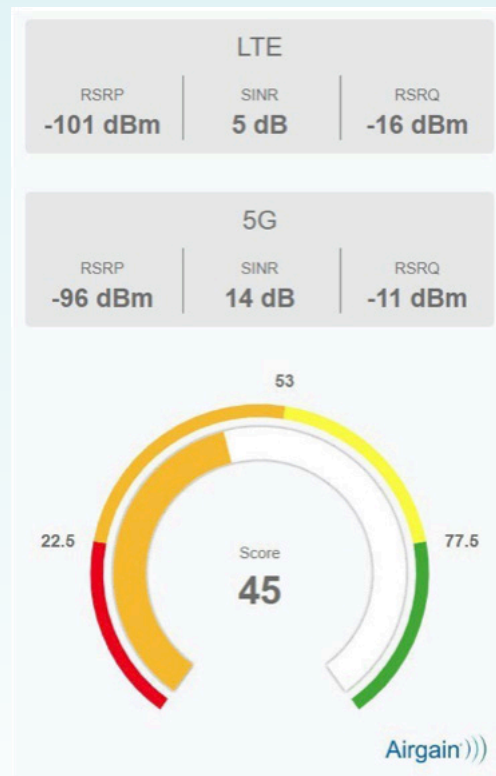 LTE
RSRP SINR RSRQ
-101 dBm 5 dB -16 dBm
5G
RSRP SINR RSRQ
-96 dBm 14 dB -11 dBm
53
22.5 77.5
Score
45
Airgain